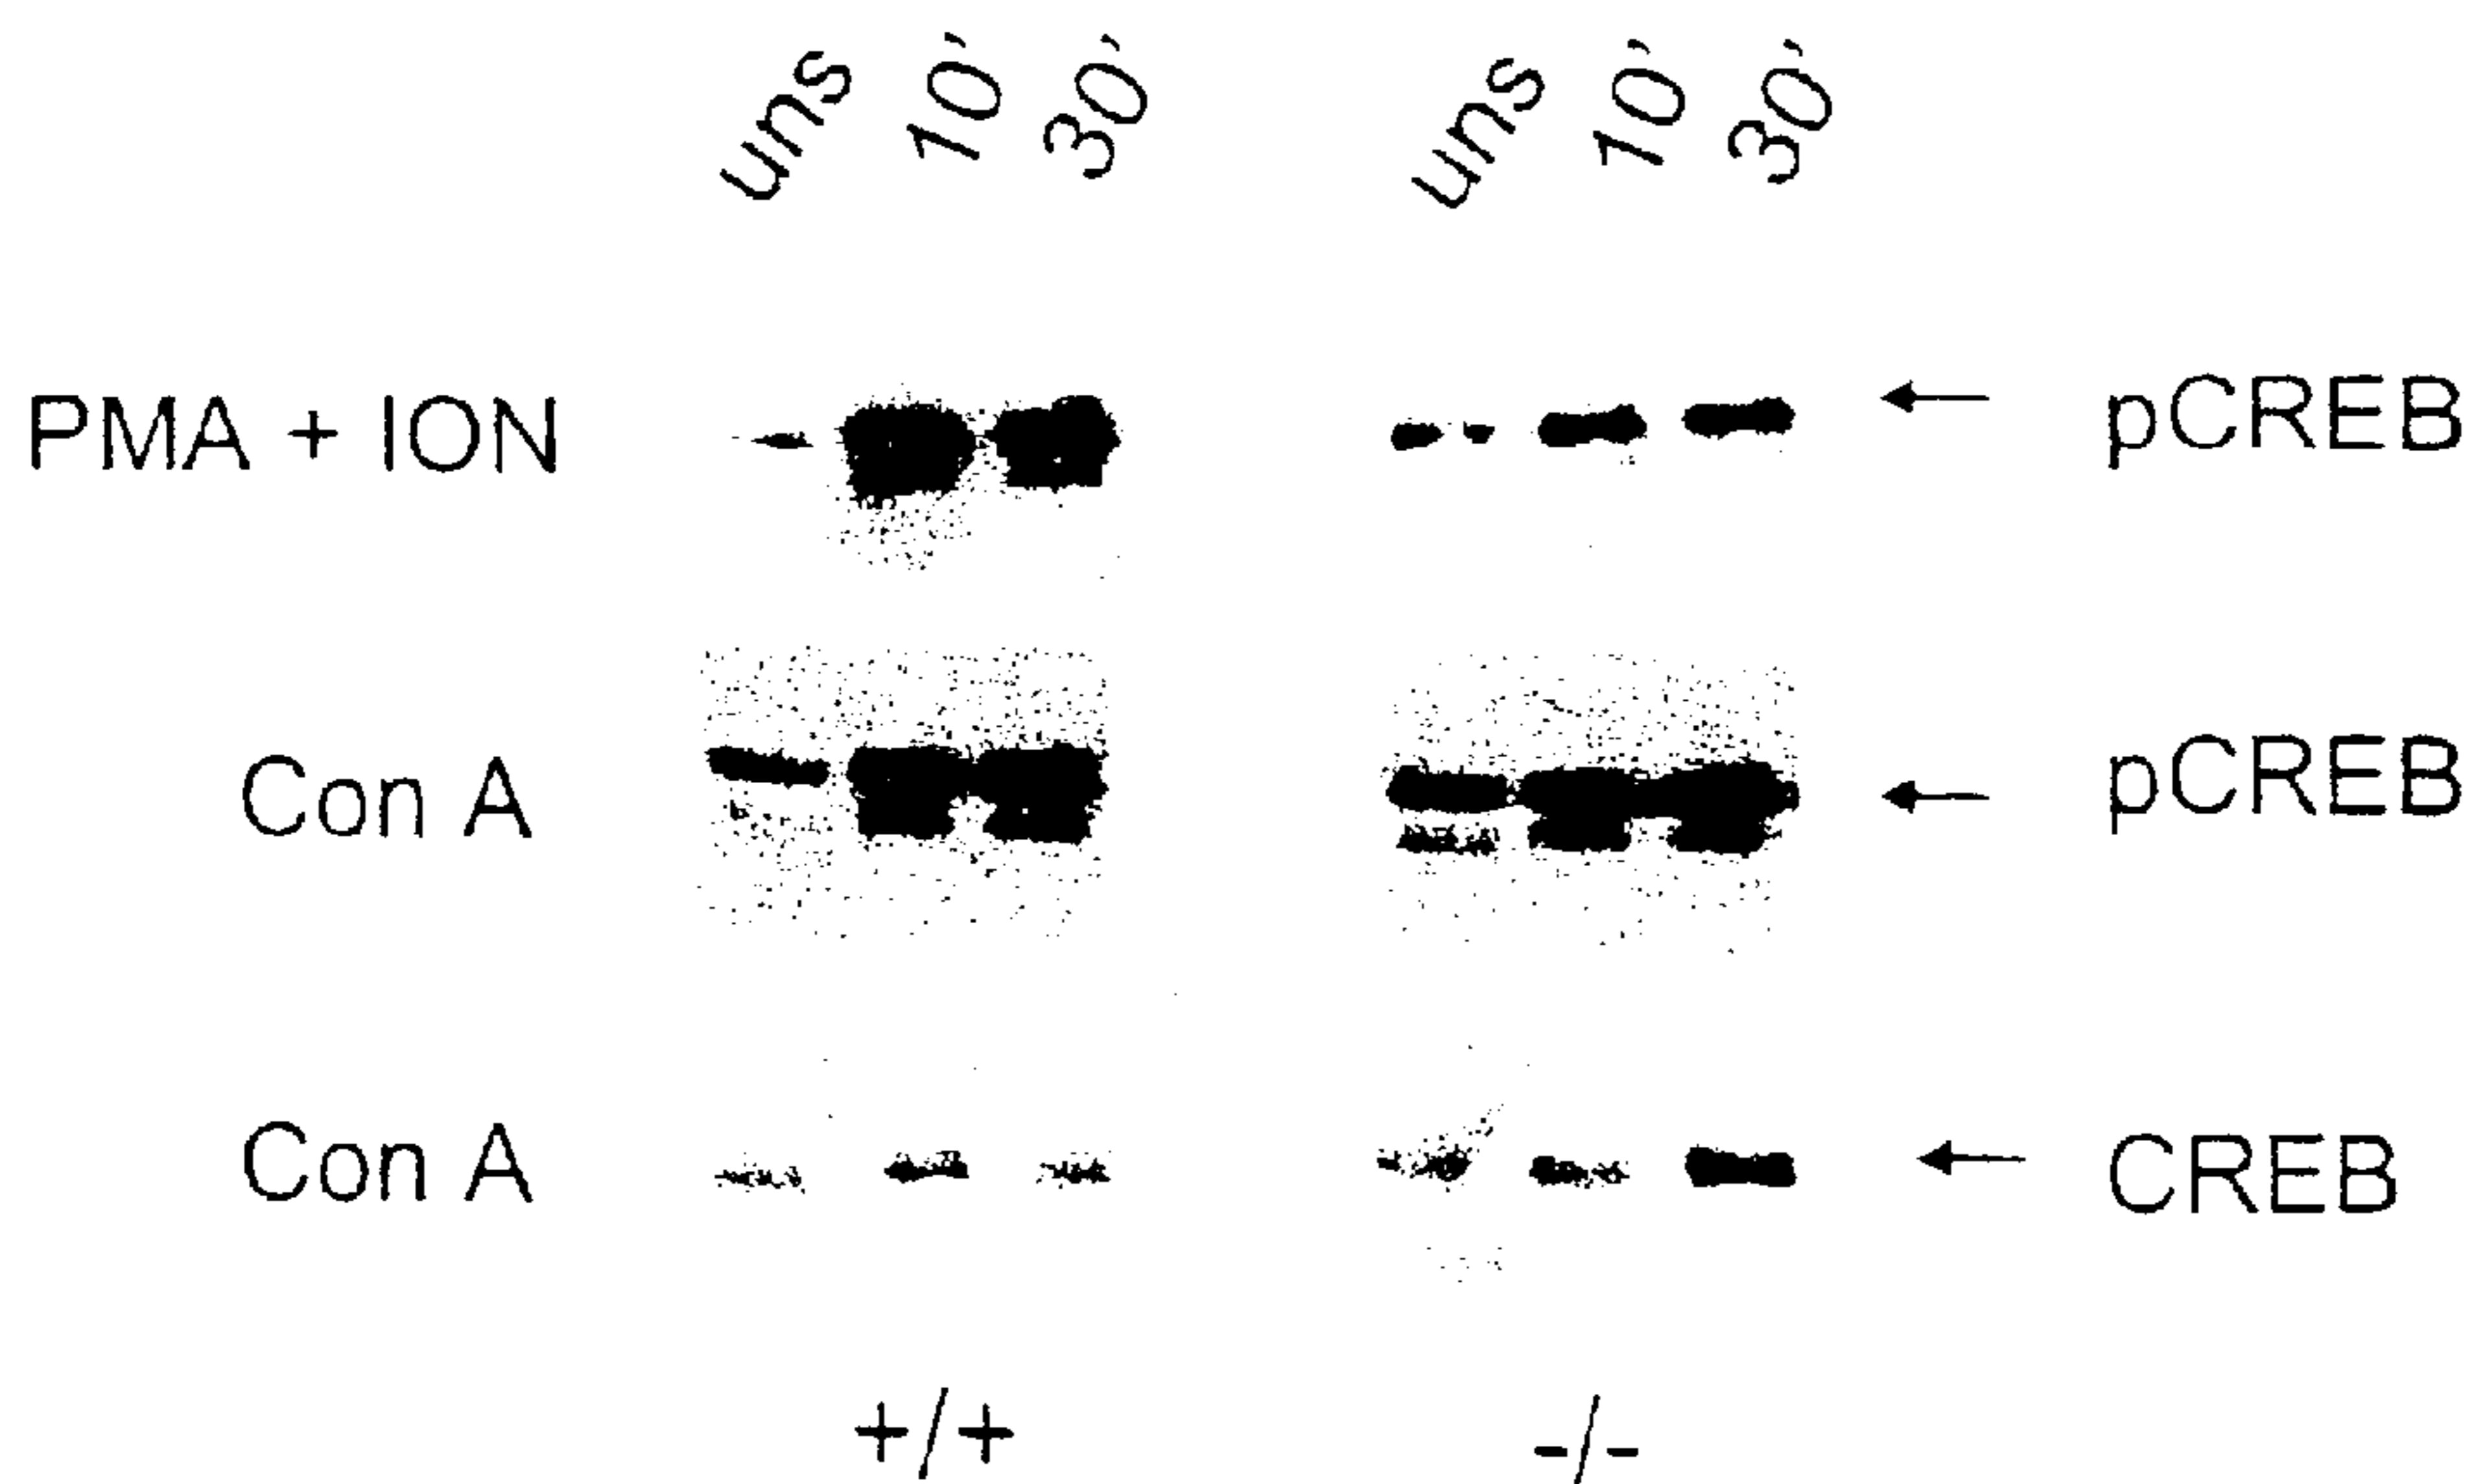 uns 10' 30' uns 10' 30'
PMA + ION pCREB
Con A pCREB
Con A CREB
+/+ -/-